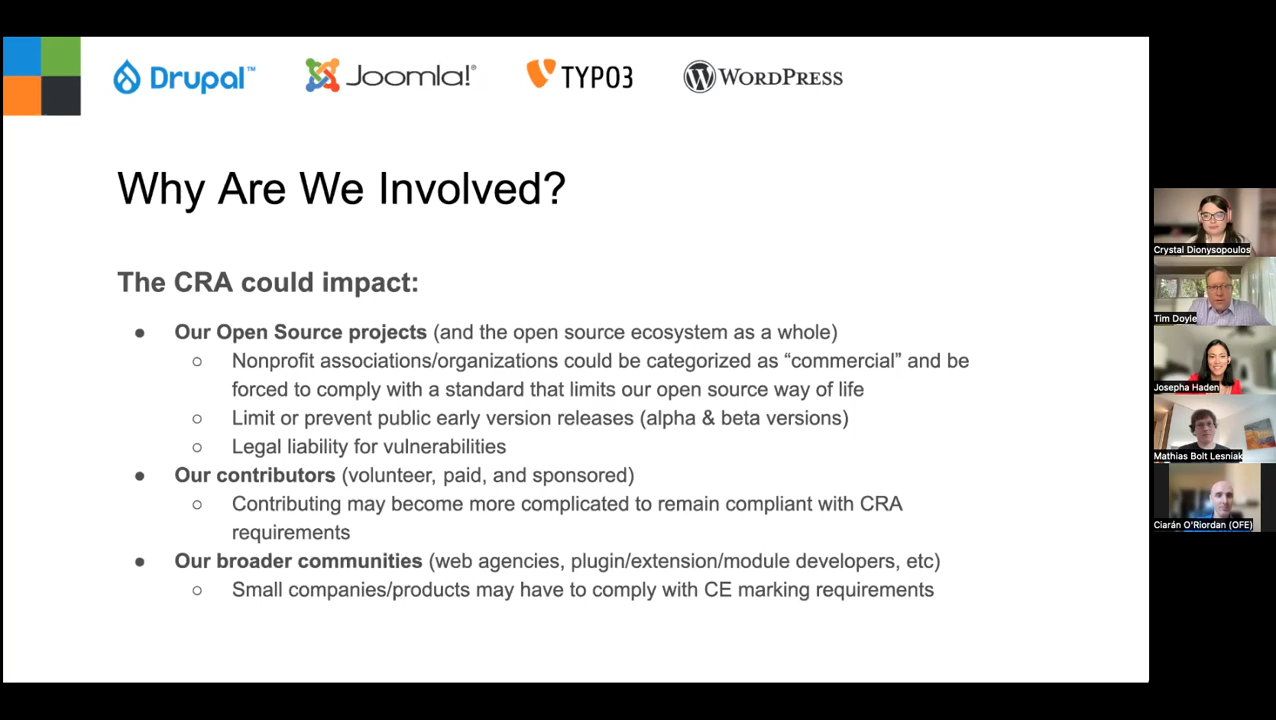 Drupal™
Joomla!®
TYPO3
WORDPRESS
Why Are We Involved?
The CRA could impact:
● Our Open Source projects (and the open source ecosystem as a whole)
○ Nonprofit associations/organizations could be categorized as “commercial” and be
forced to comply with a standard that limits our open source way of life
○ Limit or prevent public early version releases (alpha & beta versions)
○ Legal liability for vulnerabilities
● Our contributors (volunteer, paid, and sponsored)
○ Contributing may become more complicated to remain compliant with CRA
requirements
● Our broader communities (web agencies, plugin/extension/module developers, etc)
○ Small companies/products may have to comply with CE marking requirements
Crystal Dionysopoulos
Tim Doyle
Josepha Haden
Mathias Bolt Lesniak
Ciarán O'Riordan (OFE)